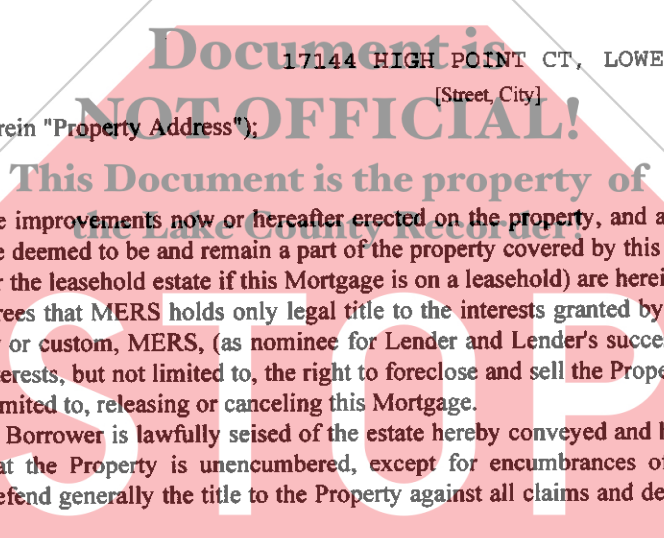 Document is
17144 HIGH POINT CT, LOWE
[Street, City]
NOT OFFICIAL!
rein "Property Address");
This Document is the property of
e improvements now or hereafter erected on the property, and a
the Lake County Recorder!
e deemed to be and remain a part of the property covered by this
r the leasehold estate if this Mortgage is on a leasehold) are herei
rees that MERS holds only legal title to the interests granted by
or custom, MERS, (as nominee for Lender and Lender's succe
erests, but not limited to, the right to foreclose and sell the Prope
mited to, releasing or canceling this Mortgage.
Borrower is lawfully seised of the estate hereby conveyed and h
at the Property is unencumbered, except for encumbrances of
efend generally the title to the Property against all claims and de
STOP